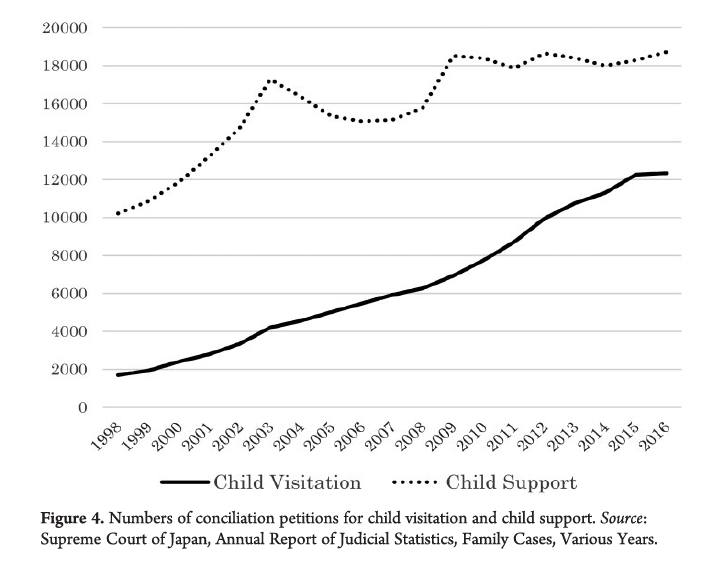 20000
18000
16000
14000
12000
10000
8000
6000
4000
2000
0
1998 1999 2000 2001 2002 2003 2004 2005 2006 2007 2008 2009 2010 2011 2012 2013 2014 2015 2016
Child Visitation Child Support
Figure 4. Numbers of conciliation petitions for child visitation and child support. Source:
Supreme Court of Japan, Annual Report of Judicial Statistics, Family Cases, Various Years.